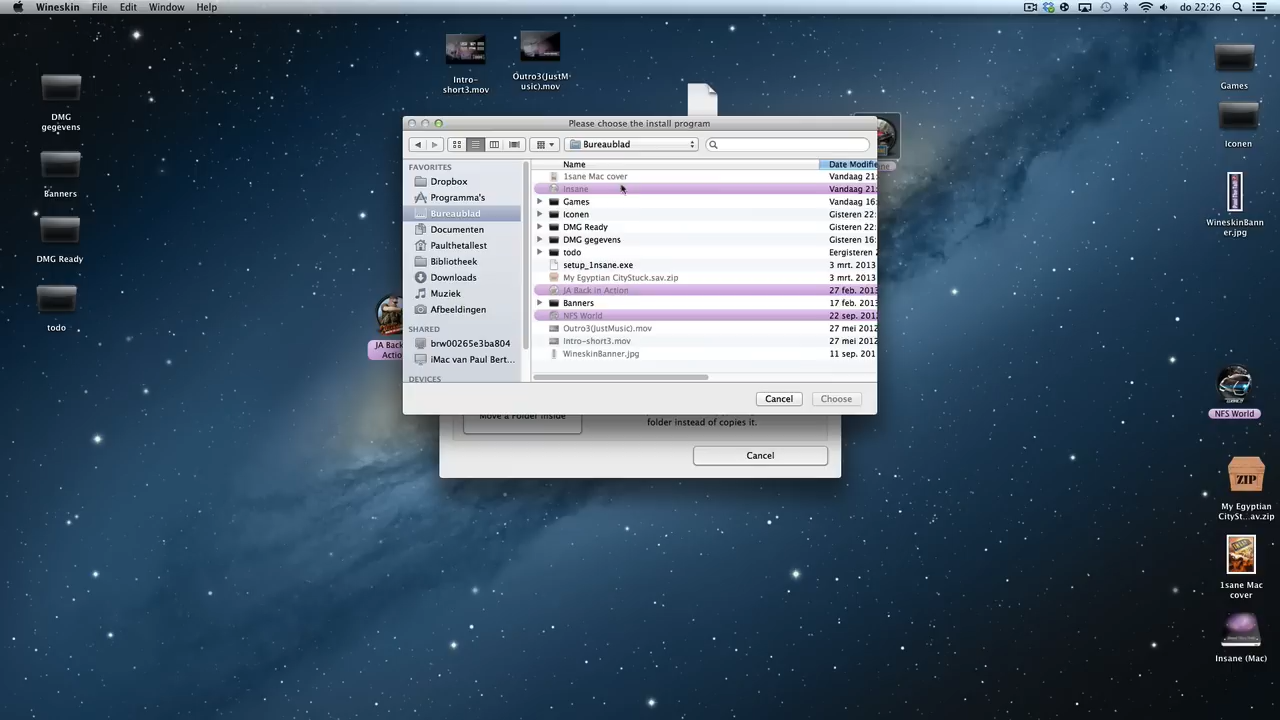 Wineskin File Edit Window Help
do 22:26
Intro-
short3.mov
Outro3(JustM-
usic).mov
DMG
gegevens
Banners
DMG Ready
todo
Games
Iconen
WineskinBann
er.jpg
NFS World
My Egyptian
CitySt...av.zip
1sane Mac
cover
Insane (Mac)
JA Back
Actio
Please choose the install program
Bureaublad
FAVORITES
Dropbox
Programma's
Bureaublad
Documenten
Paulthetallest
Bibliotheek
Downloads
Muziek
Afbeeldingen
SHARED
brw00265e3ba804
iMac van Paul Bert...
DEVICES
Name Date Modifie
1sane Mac cover Vandaag 21:
Insane Vandaag 21:
Games Vandaag 16:
Iconen Gisteren 22:
DMG Ready Gisteren 22:
DMG gegevens Gisteren 16:
todo Eergisteren
setup_1nsane.exe 3 mrt. 2013
My Egyptian CityStuck.sav.zip 3 mrt. 2013
JA Back in Action 27 feb. 2013
Banners 17 feb. 2013
NFS World 22 sep. 201
Outro3(JustMusic).mov 27 mei 2012
Intro-short3.mov 27 mei 2012
WineskinBanner.jpg 11 sep. 201
Cancel Choose
Move a Folder Inside
folder instead of copies it.
Cancel
ZIP